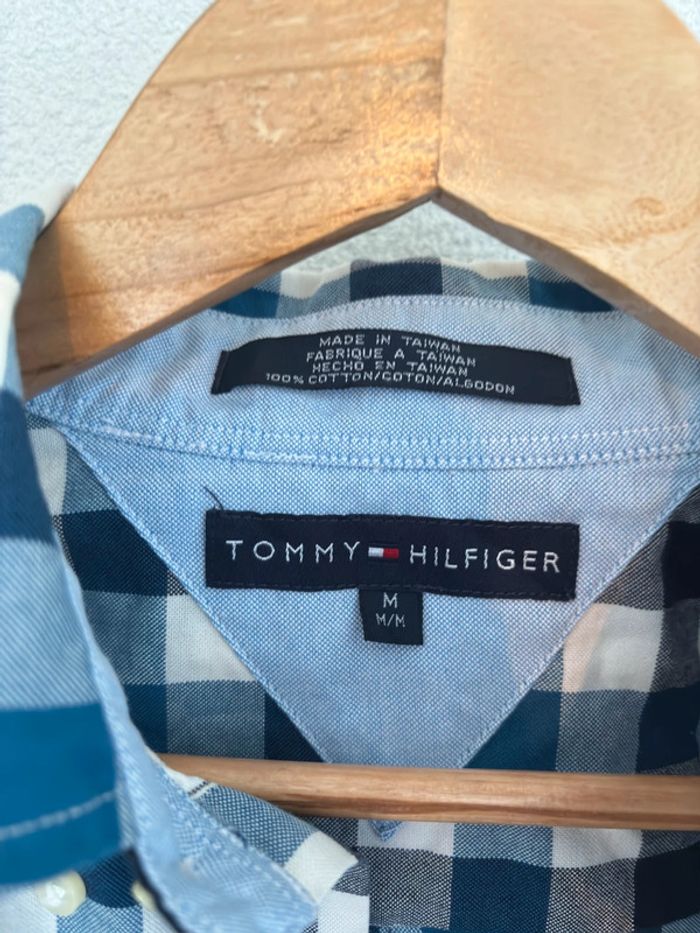 MADE IN TAIWAN
FABRIQUE A TAIWAN
HECHO EN TAIWAN
100% COTTON/COTON/ALGODON
TOMMY HILFIGER
M
M/M